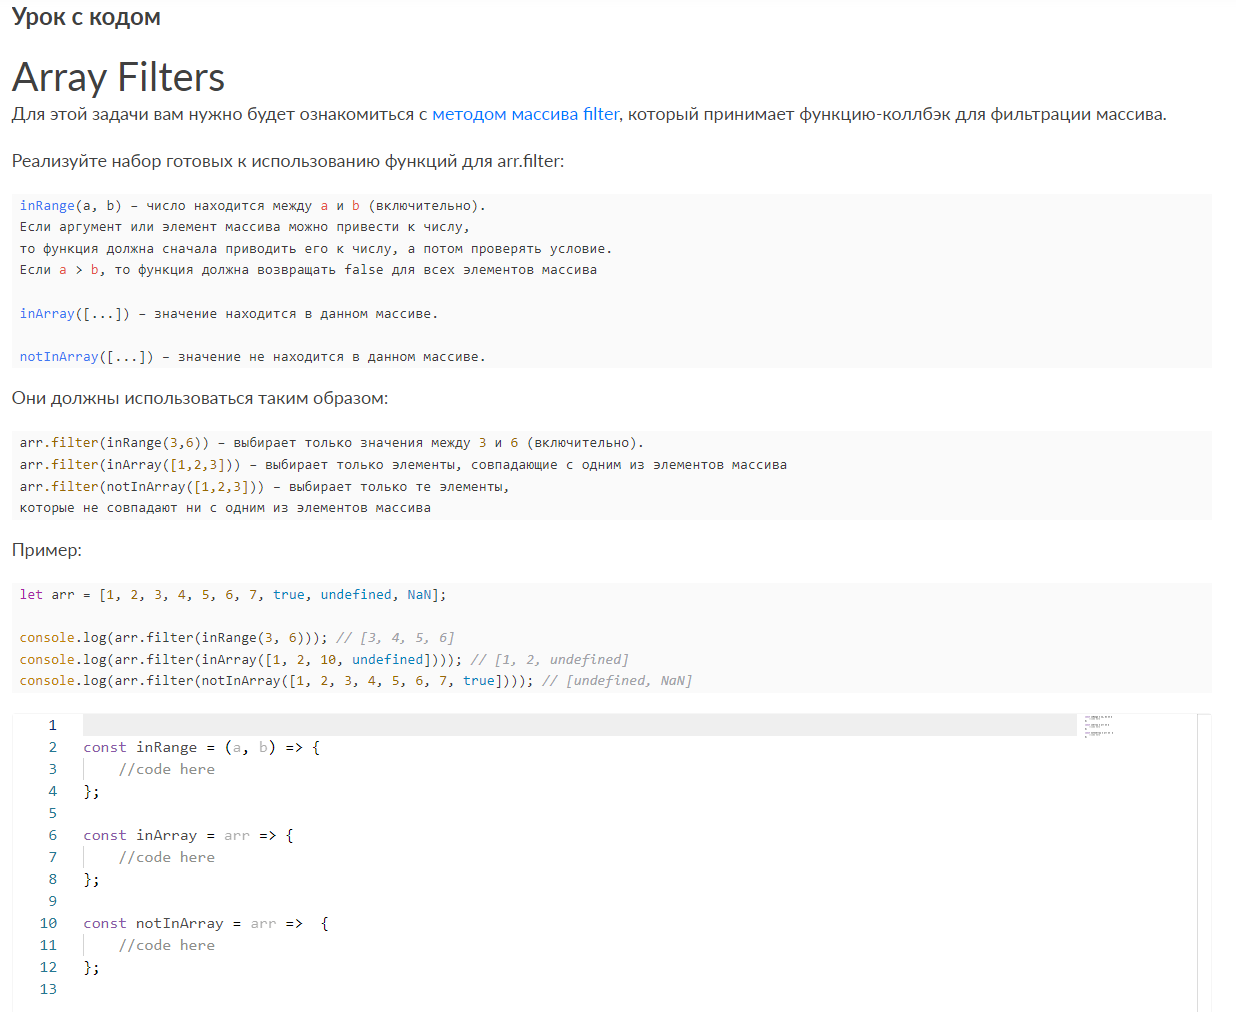 Урок с кодом
Array Filters
Для этой задачи вам нужно будет ознакомиться с методом массива filter, который принимает функцию-коллбэк для фильтрации массива.
Реализуйте набор готовых к использованию функций для arr.filter:
inRange(a, b) – число находится между a и b (включительно).
Если аргумент или элемент массива можно привести к числу,
то функция должна сначала приводить его к числу, а потом проверять условие.
Если a > b, то функция должна возвращать false для всех элементов массива
inArray([...]) – значение находится в данном массиве.
notInArray([...]) – значение не находится в данном массиве.
Они должны использоваться таким образом:
arr.filter(inRange(3,6)) – выбирает только значения между 3 и 6 (включительно).
arr.filter(inArray([1,2,3])) – выбирает только элементы, совпадающие с одним из элементов массива
arr.filter(notInArray([1,2,3])) – выбирает только те элементы,
которые не совпадают ни с одним из элементов массива
Пример:
let arr = [1, 2, 3, 4, 5, 6, 7, true, undefined, NaN];
console.log(arr.filter(inRange(3, 6))); // [3, 4, 5, 6]
console.log(arr.filter(inArray([1, 2, 10, undefined]))); // [1, 2, undefined]
console.log(arr.filter(notInArray([1, 2, 3, 4, 5, 6, 7, true]))); // [undefined, NaN]
1
2 const inRange = (a, b) => {
3 //code here
4 };
5
6 const inArray = arr => {
7 //code here
8 };
9
10 const notInArray = arr =>  {
11 //code here
12 };
13